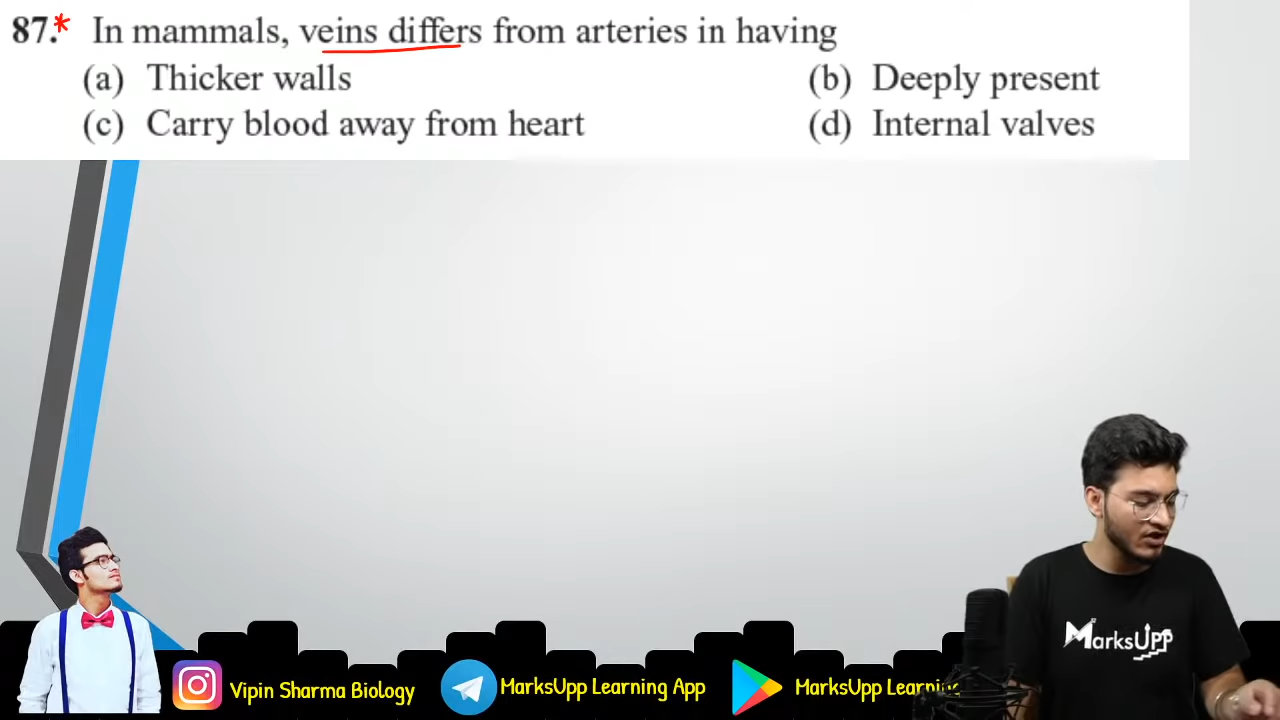 87.* In mammals, veins differs from arteries in having
(a) Thicker walls (b) Deeply present
(c) Carry blood away from heart (d) Internal valves
MarksUpp
Vipin Sharma Biology MarksUpp Learning App MarksUpp Learning